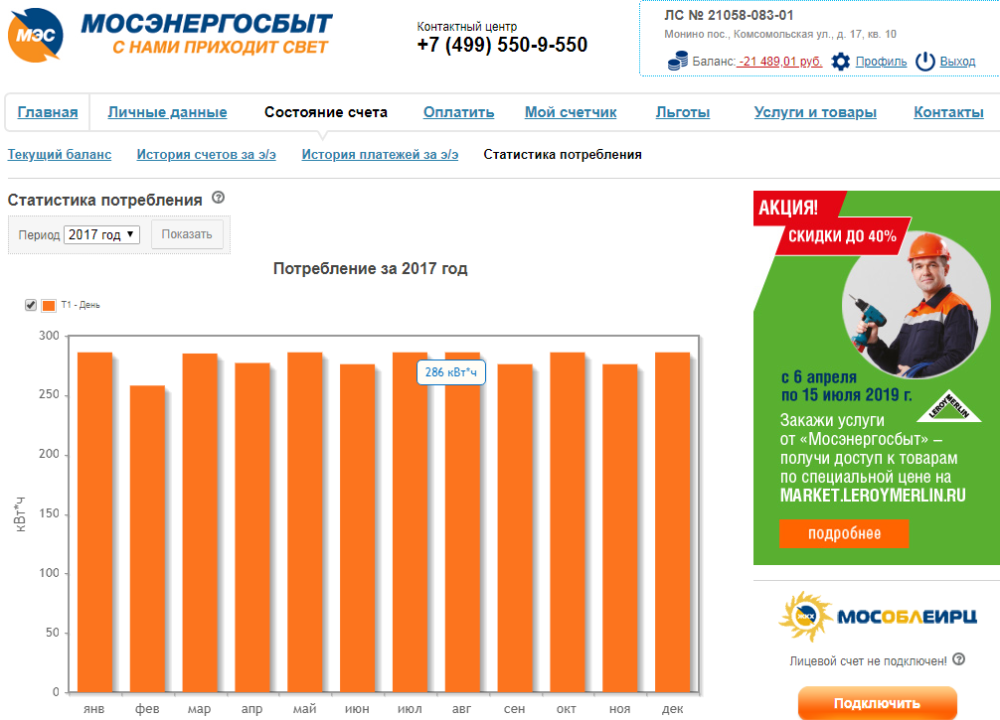 МЭС
МОСЭНЕРГОСБЫТ
С НАМИ ПРИХОДИТ СВЕТ
Контактный центр
+7 (499) 550-9-550
ЛС № 21058-083-01
Монино пос., Комсомольская ул., д. 17, кв. 10
Баланс: -21 489,01 руб. Профиль Выход
Главная Личные данные Состояние счета Оплатить Мой счетчик Льготы Услуги и товары Контакты
Текущий баланс История счетов за э/э История платежей за э/э Статистика потребления
Статистика потребления ?
Период 2017 год ▼ Показать
Потребление за 2017 год
T1 - День
300
250
200
150
100
50
0
кВт*ч
286 кВт*ч
янв фев мар апр май июн июл авг сен окт ноя дек
АКЦИЯ!
СКИДКИ ДО 40%
с 6 апреля
по 15 июля 2019 г.
LEROY MERLIN
Закажи услуги
от «Мосэнергосбыт» –
получи доступ к товарам
по специальной цене на
MARKET.LEROYMERLIN.RU
подробнее
ЖКХ
МОСОБЛЕИРЦ
Лицевой счет не подключен! ?
Подключить